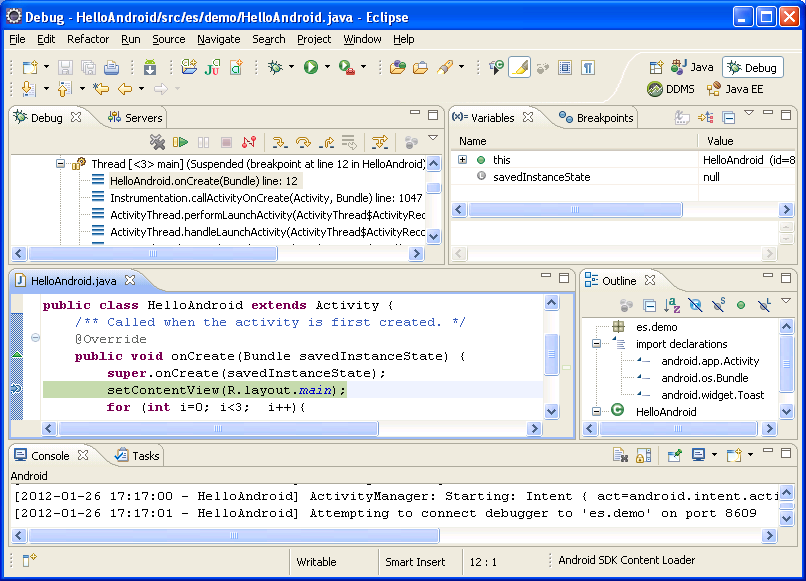 Debug - HelloAndroid/src/es/demo/HelloAndroid.java - Eclipse
File Edit Refactor Run Source Navigate Search Project Window Help
Java Debug
DDMS Java EE
Debug Servers
Thread [<3> main] (Suspended (breakpoint at line 12 in HelloAndroid)
HelloAndroid.onCreate(Bundle) line: 12
Instrumentation.callActivityOnCreate(Activity, Bundle) line: 1047
ActivityThread.performLaunchActivity(ActivityThread$ActivityRec
ActivityThread.handleLaunchActivity(ActivityThread$ActivityRecc
(x)= Variables Breakpoints
Name Value
this HelloAndroid (id=8
savedInstanceState null
HelloAndroid.java
public class HelloAndroid extends Activity {
/** Called when the activity is first created. */
@Override
public void onCreate(Bundle savedInstanceState) {
super.onCreate(savedInstanceState);
setContentView(R.layout.main);
for (int i=0; i<3; i++){
Outline
es.demo
import declarations
android.app.Activity
android.os.Bundle
android.widget.Toast
HelloAndroid
Console Tasks
Android
[2012-01-26 17:17:00 - HelloAndroid] ActivityManager: Starting: Intent { act=android.intent.acti
[2012-01-26 17:17:01 - HelloAndroid] Attempting to connect debugger to 'es.demo' on port 8609
Writable Smart Insert 12 : 1 Android SDK Content Loader